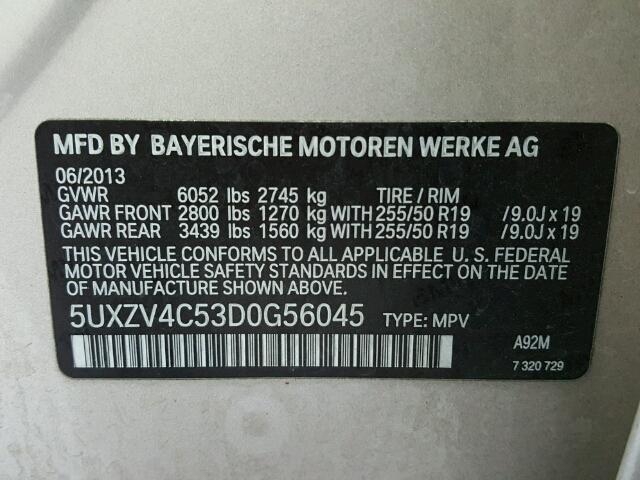 MFD BY BAYERISCHE MOTOREN WERKE AG
06/2013
GVWR 6052 lbs 2745 kg TIRE / RIM
GAWR FRONT 2800 lbs 1270 kg WITH 255/50 R19 /9.0J x 19
GAWR REAR 3439 lbs 1560 kg WITH 255/50 R19 /9.0J x 19
THIS VEHICLE CONFORMS TO ALL APPLICABLE U. S. FEDERAL
MOTOR VEHICLE SAFETY STANDARDS IN EFFECT ON THE DATE
OF MANUFACTURE SHOWN ABOVE.
5UXZV4C53D0G56045 TYPE: MPV
A92M
7 320 729